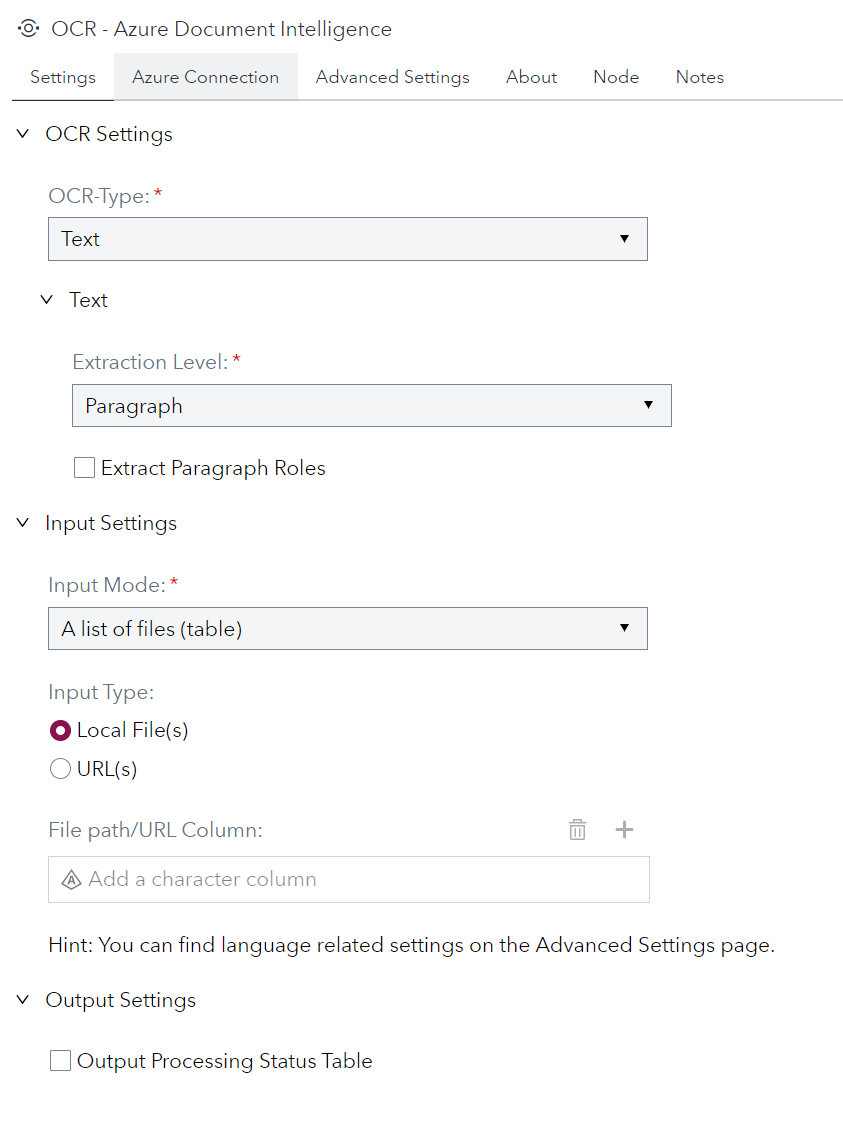 OCR - Azure Document Intelligence
Settings Azure Connection Advanced Settings About Node Notes
OCR Settings
OCR-Type: *
Text
Text
Extraction Level: *
Paragraph
Extract Paragraph Roles
Input Settings
Input Mode: *
A list of files (table)
Input Type:
Local File(s)
URL(s)
File path/URL Column:
Add a character column
Hint: You can find language related settings on the Advanced Settings page.
Output Settings
Output Processing Status Table